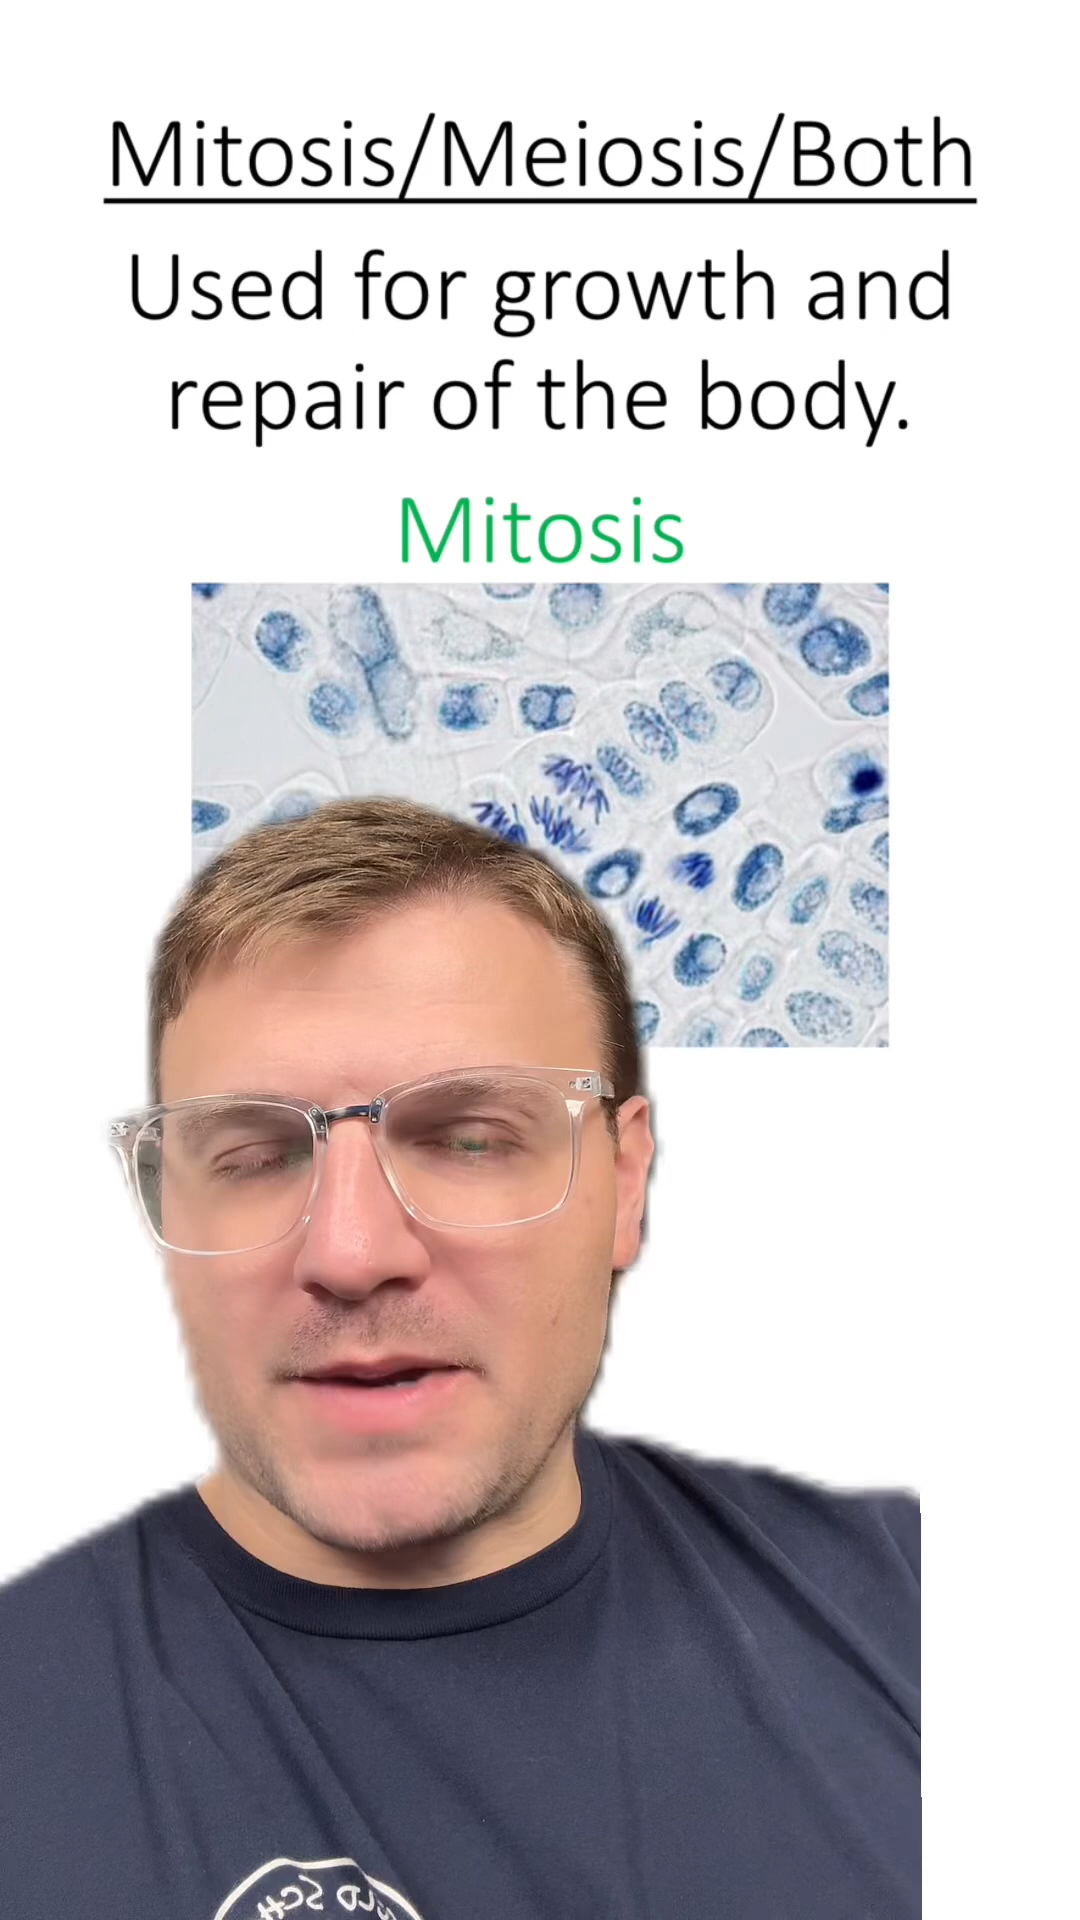 Mitosis/Meiosis/Both
Used for growth and
repair of the body.
Mitosis